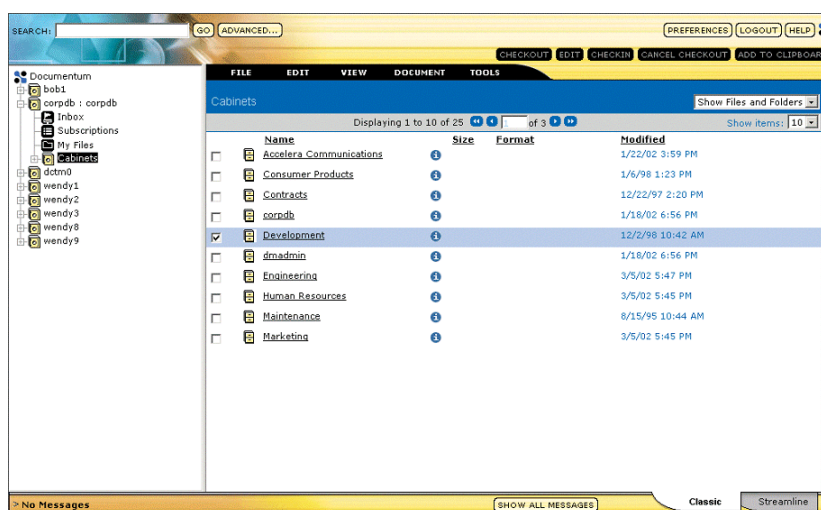 SEARCH: GO ADVANCED... PREFERENCES LOGOUT HELP
CHECKOUT EDIT CHECKIN CANCEL CHECKOUT ADD TO CLIPBOAR
FILE EDIT VIEW DOCUMENT TOOLS
Documentum
bob1
corpdb : corpdb
Inbox
Subscriptions
My Files
Cabinets
dctm0
wendy1
wendy2
wendy3
wendy8
wendy9
Cabinets Show Files and Folders
Displaying 1 to 10 of 25 1 of 3 Show items: 10
Name Size Format Modified
Accelera Communications 1/22/02 3:59 PM
Consumer Products 1/6/98 1:23 PM
Contracts 12/22/97 2:20 PM
corpdb 1/18/02 6:56 PM
Development 12/2/98 10:42 AM
dmadmin 1/18/02 6:56 PM
Engineering 3/5/02 5:47 PM
Human Resources 3/5/02 5:45 PM
Maintenance 8/15/95 10:44 AM
Marketing 3/5/02 5:45 PM
> No Messages SHOW ALL MESSAGES Classic Streamline